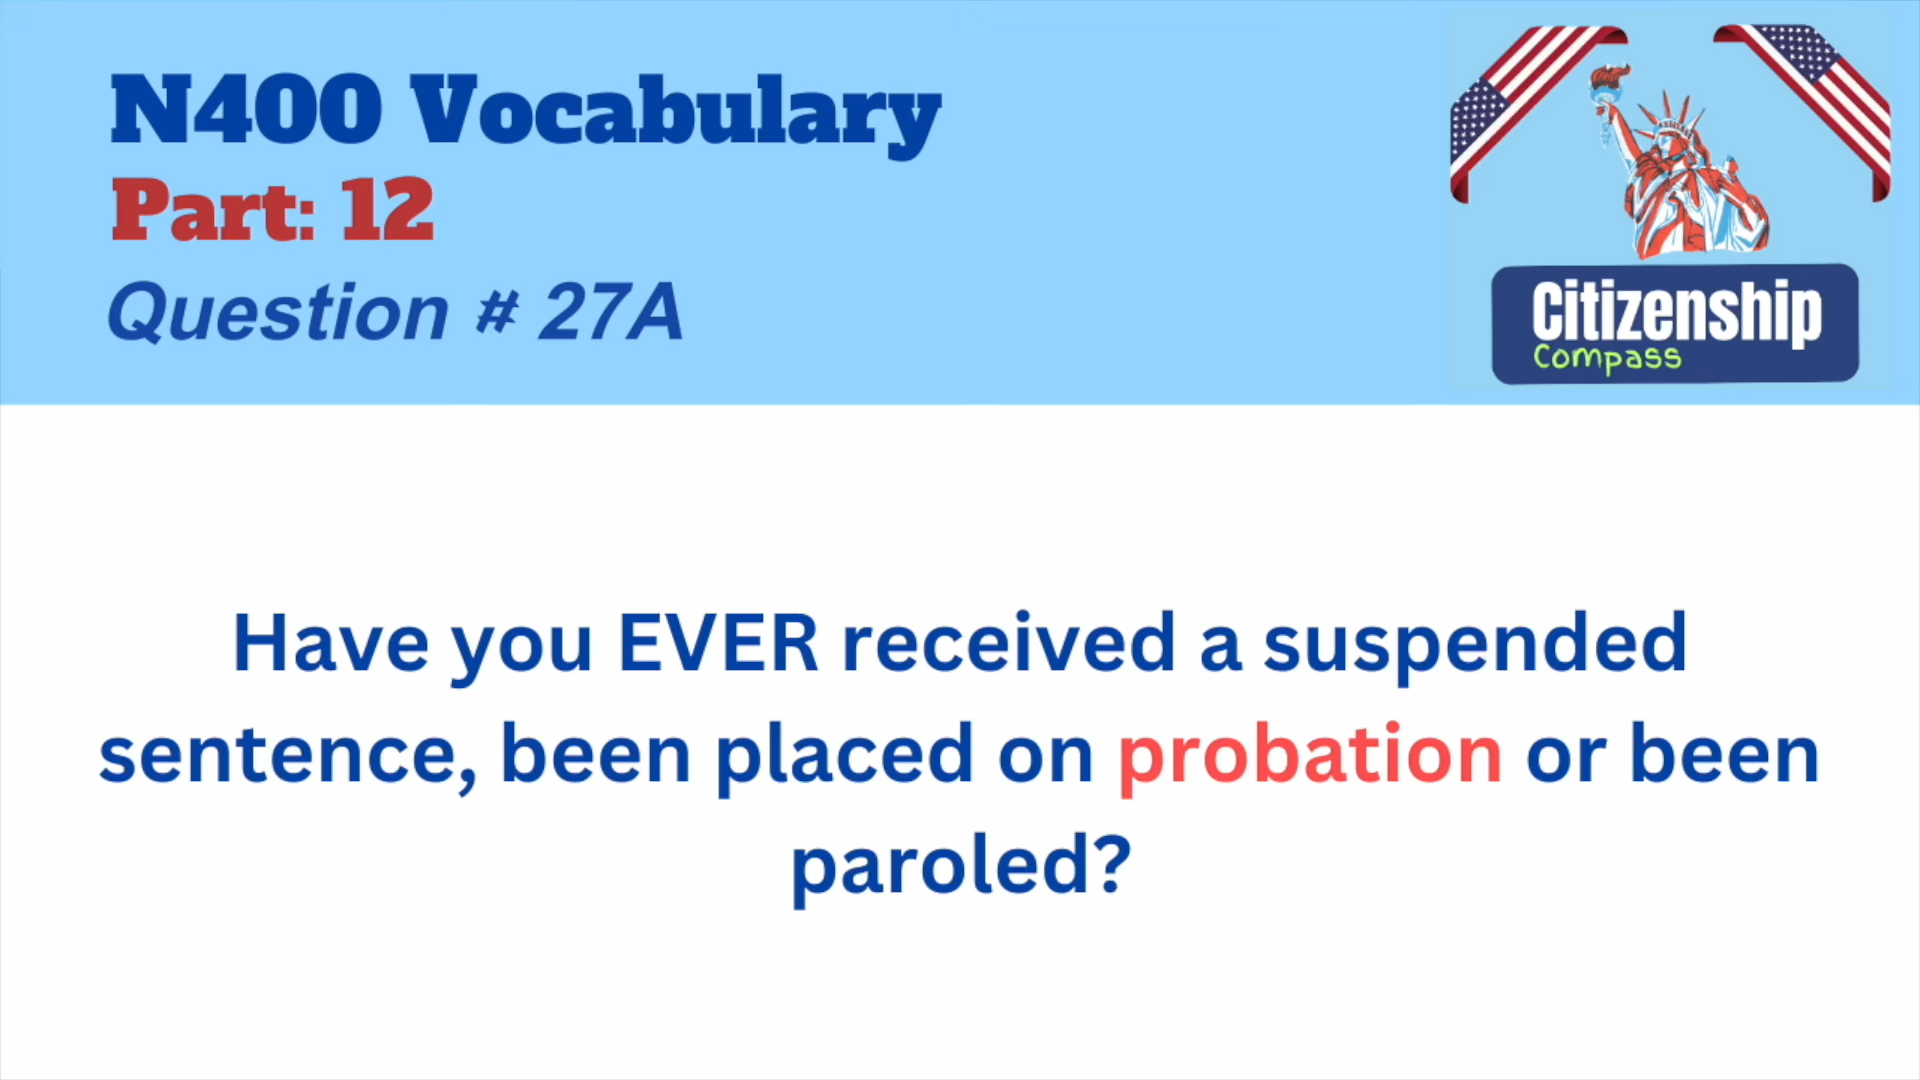 N400 Vocabulary
Part: 12
Question # 27A
Citizenship
Compass
Have you EVER received a suspended
sentence, been placed on probation or been
paroled?